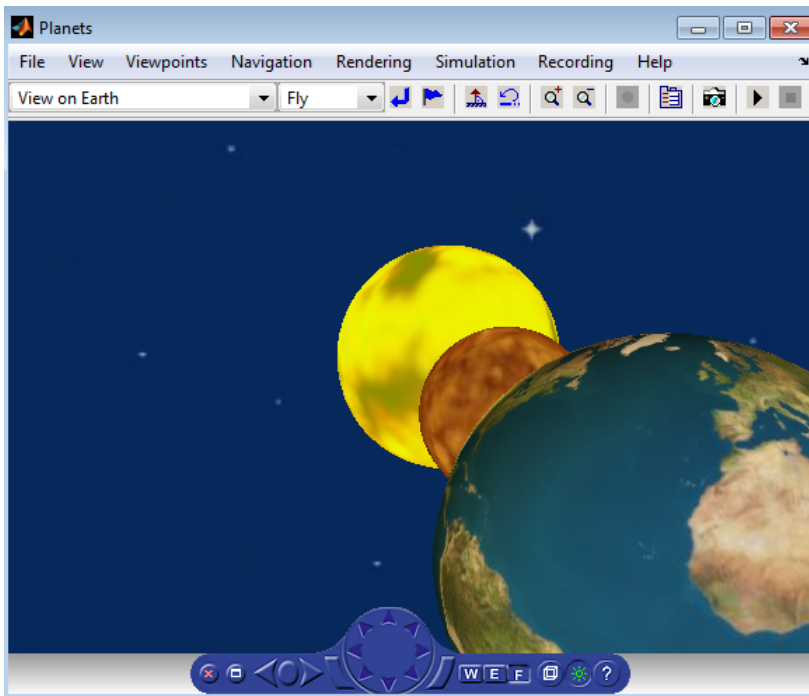 Planets
File View Viewpoints Navigation Rendering Simulation Recording Help
View on Earth Fly
W E F ?